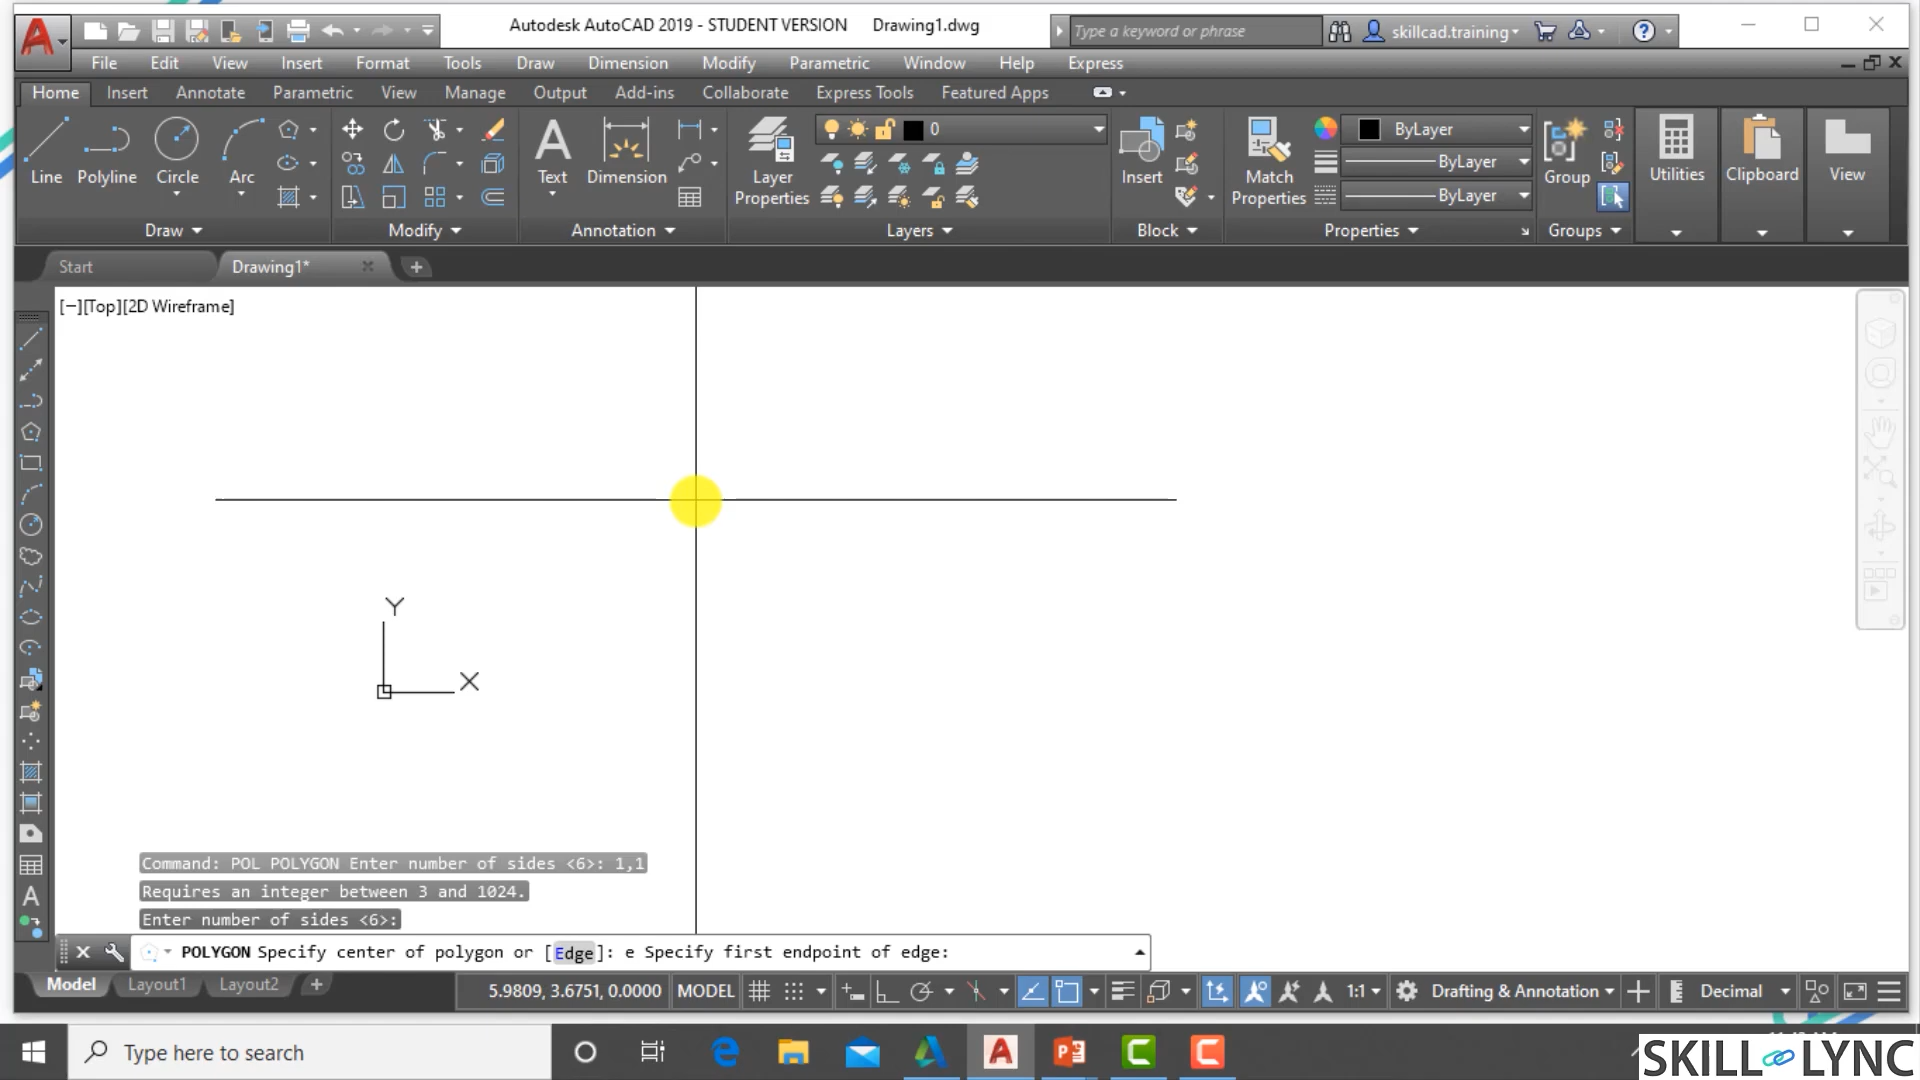 Autodesk AutoCAD 2019 - STUDENT VERSION Drawing1.dwg
Type a keyword or phrase
skillcad.training
File Edit View Insert Format Tools Draw Dimension Modify Parametric Window Help Express
Home Insert Annotate Parametric View Manage Output Add-ins Collaborate Express Tools Featured Apps
0
ByLayer
ByLayer
ByLayer
Line Polyline Circle Arc
Text Dimension
Layer Properties
Insert
Match Properties
Group
Utilities
Clipboard
View
Draw Modify Annotation Layers Block Properties Groups
Start Drawing1*
[−][Top][2D Wireframe]
Y
X
Command: POL POLYGON Enter number of sides <6>: 1,1
Requires an integer between 3 and 1024.
Enter number of sides <6>:
POLYGON Specify center of polygon or [Edge]: e Specify first endpoint of edge:
Model Layout1 Layout2
5.9809, 3.6751, 0.0000 MODEL 1:1 Drafting & Annotation Decimal
Type here to search
SKILL LYNC